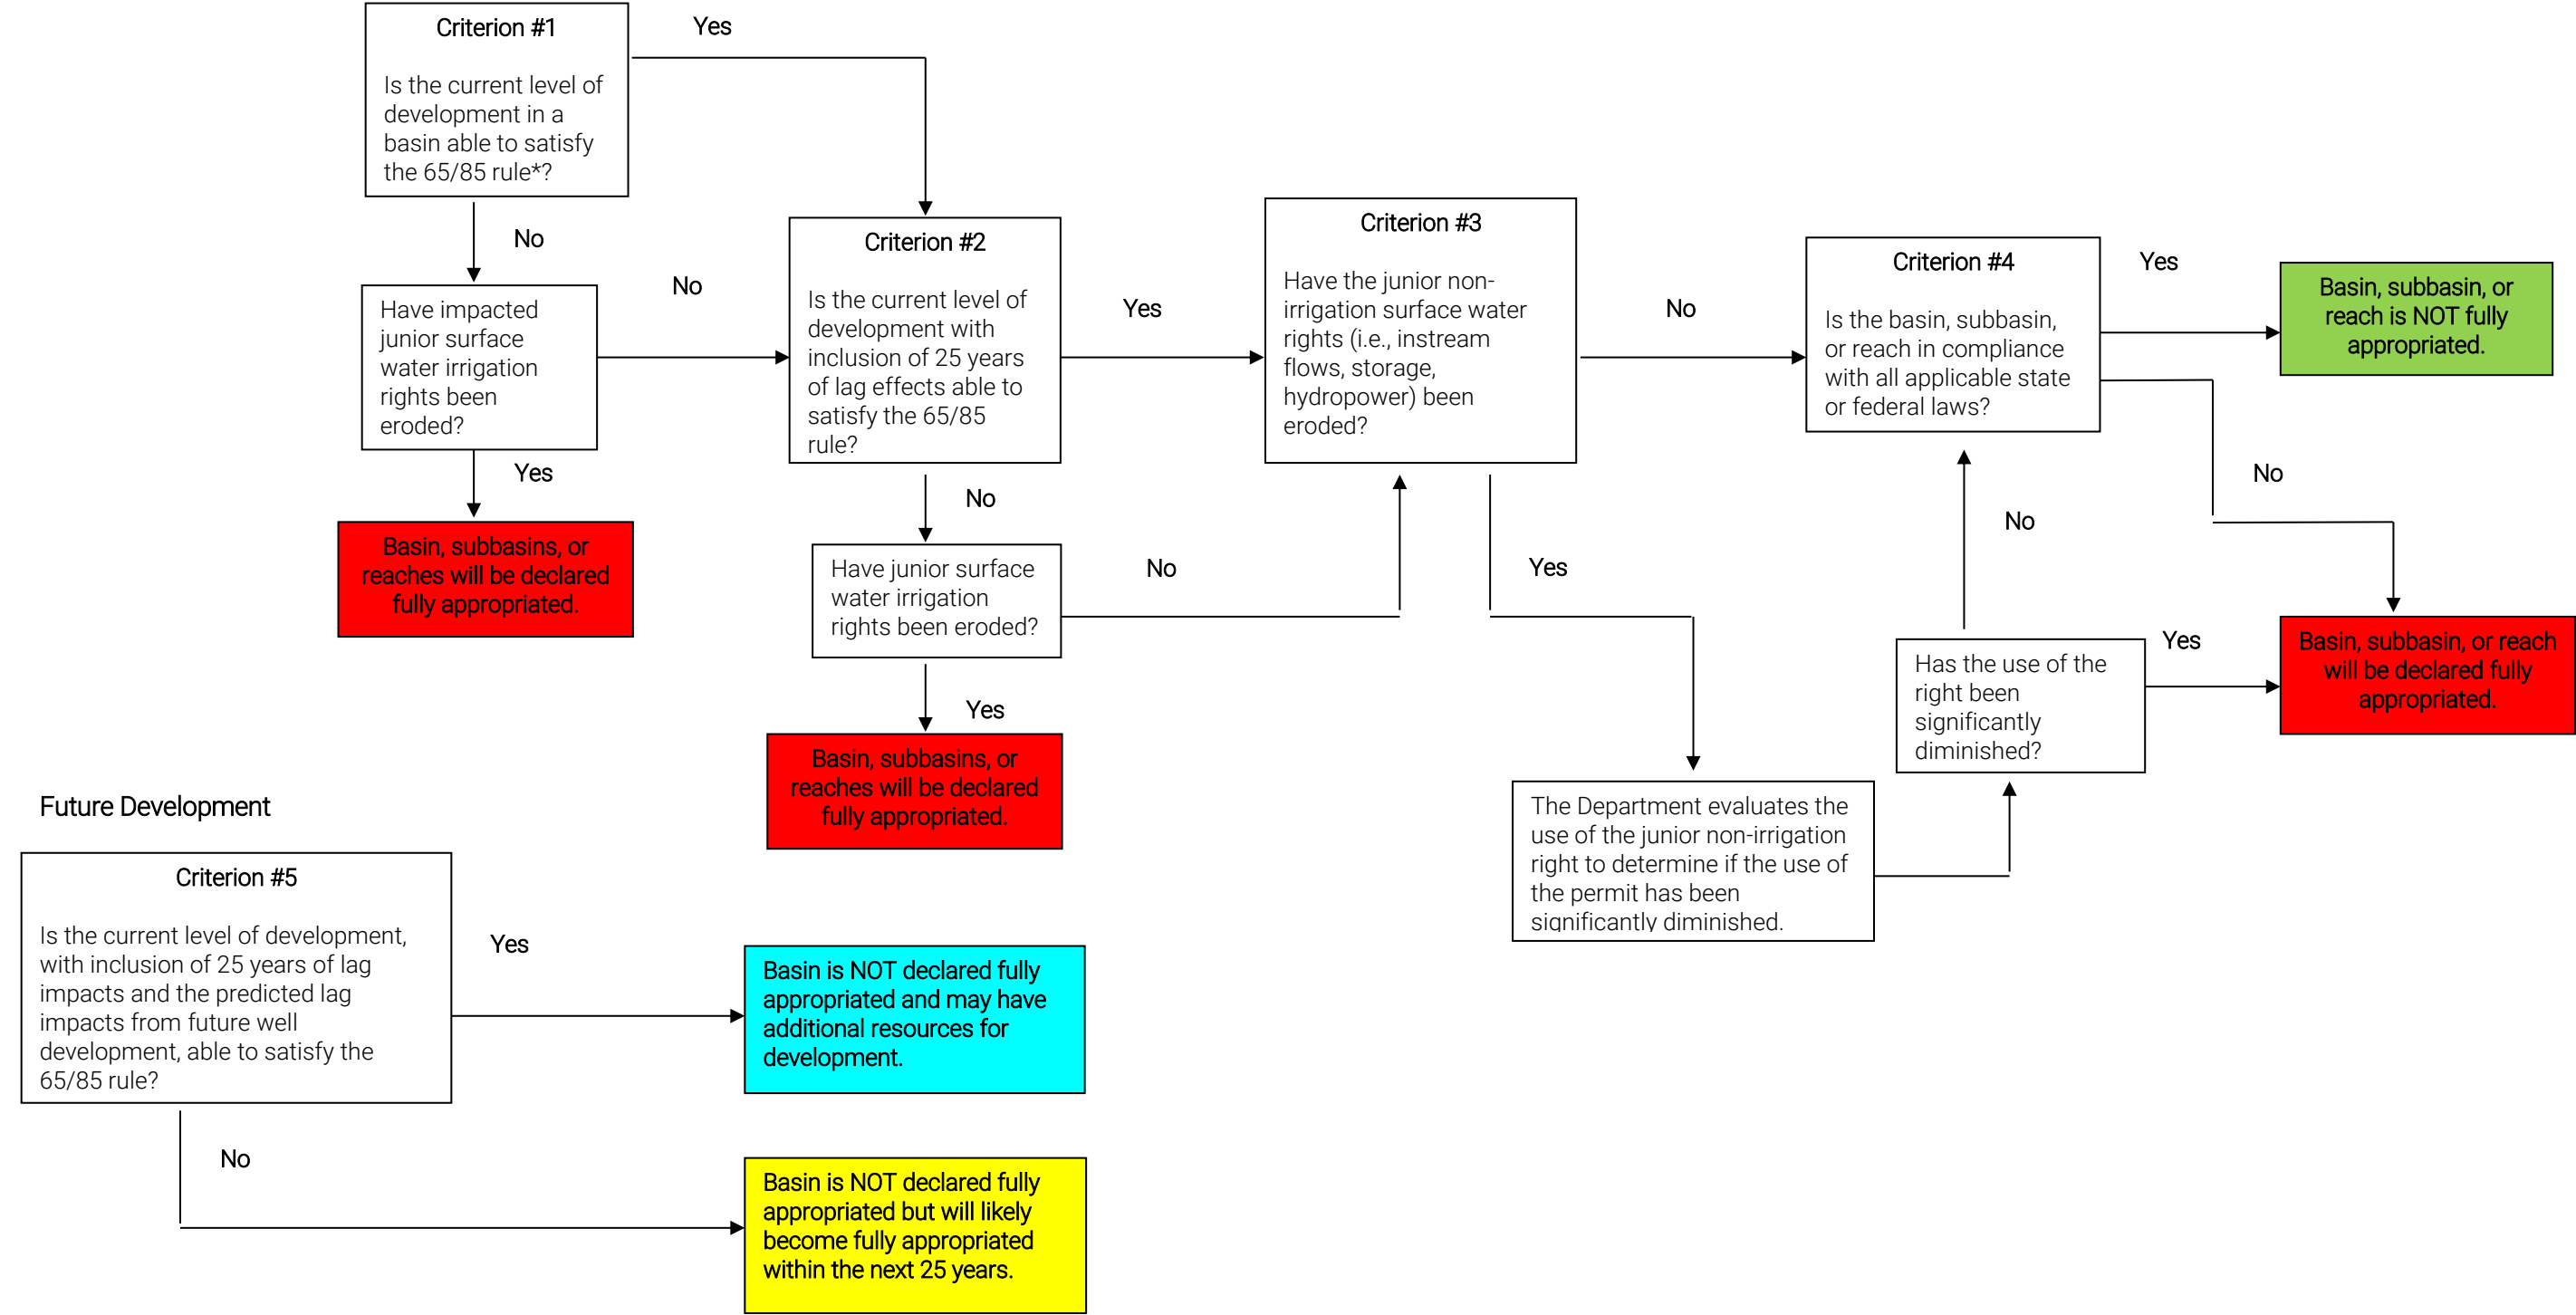 Criterion #1
Is the current level of
development in a
basin able to satisfy
the 65/85 rule*?
Yes
No
Have impacted
junior surface
water irrigation
rights been
eroded?
No
Yes
Basin, subbasins, or
reaches will be declared
fully appropriated.
Criterion #2
Is the current level of
development with
inclusion of 25 years
of lag effects able to
satisfy the 65/85
rule?
Yes
No
Have junior surface
water irrigation
rights been eroded?
No
Yes
Basin, subbasins, or
reaches will be declared
fully appropriated.
Criterion #3
Have the junior non-
irrigation surface water
rights (i.e., instream
flows, storage,
hydropower) been
eroded?
No
Yes
The Department evaluates the
use of the junior non-irrigation
right to determine if the use of
the permit has been
significantly diminished.
Has the use of the
right been
significantly
diminished?
No
Yes
Criterion #4
Is the basin, subbasin,
or reach in compliance
with all applicable state
or federal laws?
Yes
No
Basin, subbasin, or
reach is NOT fully
appropriated.
Basin, subbasin, or reach
will be declared fully
appropriated.
Future Development
Criterion #5
Is the current level of development,
with inclusion of 25 years of lag
impacts and the predicted lag
impacts from future well
development, able to satisfy the
65/85 rule?
Yes
Basin is NOT declared fully
appropriated and may have
additional resources for
development.
No
Basin is NOT declared fully
appropriated but will likely
become fully appropriated
within the next 25 years.